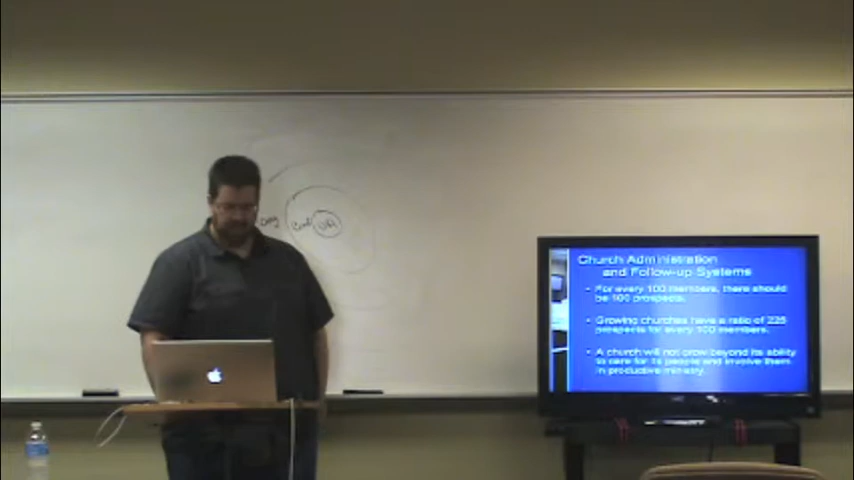 Church Administration
and Follow-up Systems
• For every 100 members, there should
be 100 prospects.
• Growing churches have a ratio of 225
prospects for every 100 members.
• A church will not grow beyond its ability
to care for its people and involve them
in productive ministry.